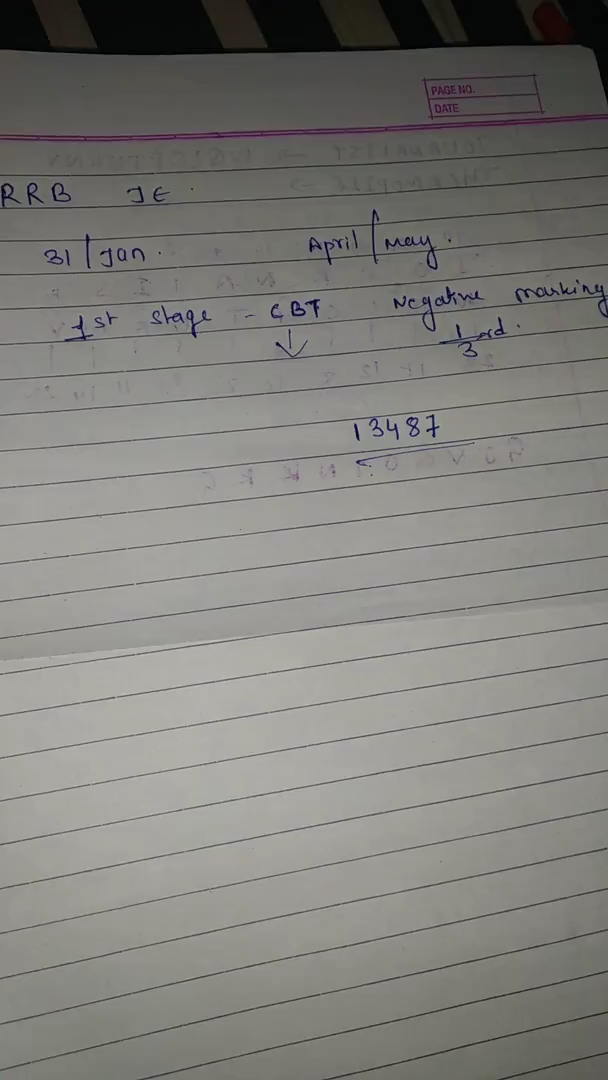 PAGE NO.
DATE
RRB JE.
31/Jan. April/May.
1st stage - CBT Negative marking
1/3rd.
13487